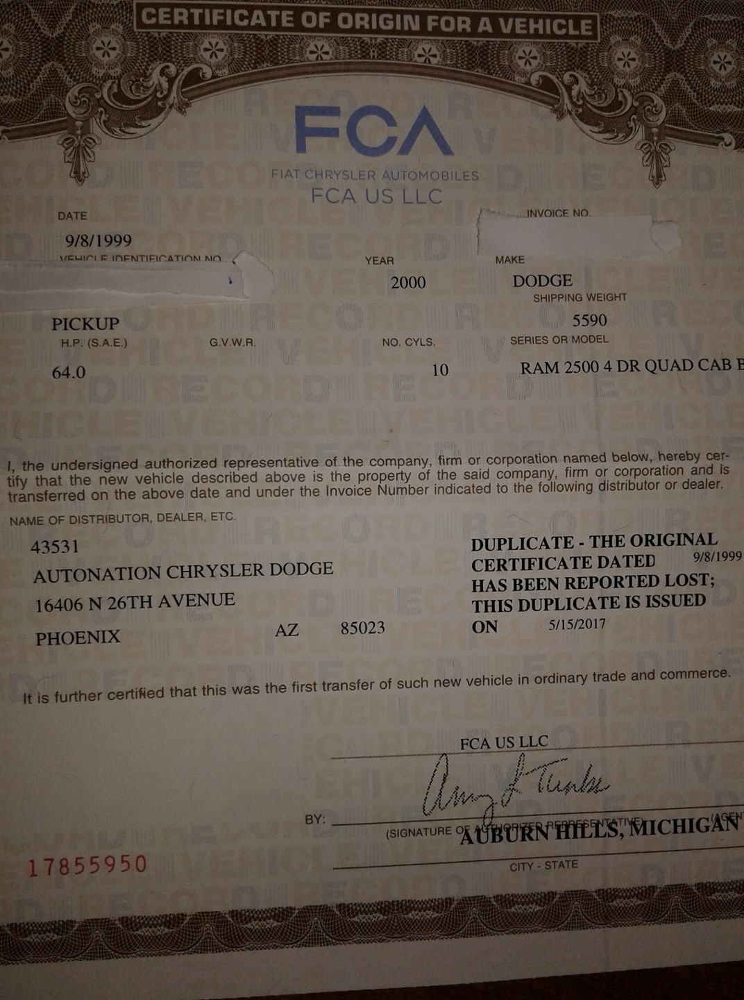 CERTIFICATE OF ORIGIN FOR A VEHICLE
FCA
FIAT CHRYSLER AUTOMOBILES
FCA US LLC
DATE
INVOICE NO.
9/8/1999
VEHICLE IDENTIFICATION NO
YEAR
MAKE
2000
DODGE
SHIPPING WEIGHT
PICKUP
5590
H.P. (S.A.E.)
G.V.W.R.
NO. CYLS.
SERIES OR MODEL
64.0
10
RAM 2500 4 DR QUAD CAB
I, the undersigned authorized representative of the company, firm or corporation named below, hereby cer-
tify that the new vehicle described above is the property of the said company, firm or corporation and is
transferred on the above date and under the Invoice Number indicated to the following distributor or dealer.
NAME OF DISTRIBUTOR, DEALER, ETC.
43531
AUTONATION CHRYSLER DODGE
16406 N 26TH AVENUE
PHOENIX AZ 85023
DUPLICATE - THE ORIGINAL
CERTIFICATE DATED 9/8/1999
HAS BEEN REPORTED LOST;
THIS DUPLICATE IS ISSUED
ON 5/15/2017
It is further certified that this was the first transfer of such new vehicle in ordinary trade and commerce.
FCA US LLC
BY:
(SIGNATURE OF AUTHORIZED REPRESENTATIVE)
AUBURN HILLS, MICHIGAN
CITY - STATE
17855950